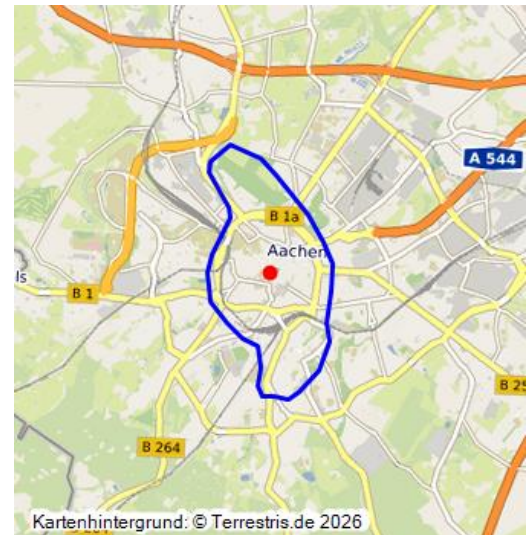 A 544
B 1a
Aachen
ls
B 1
B 25
B 264
Kartenhintergrund: © Terrestris.de 2026